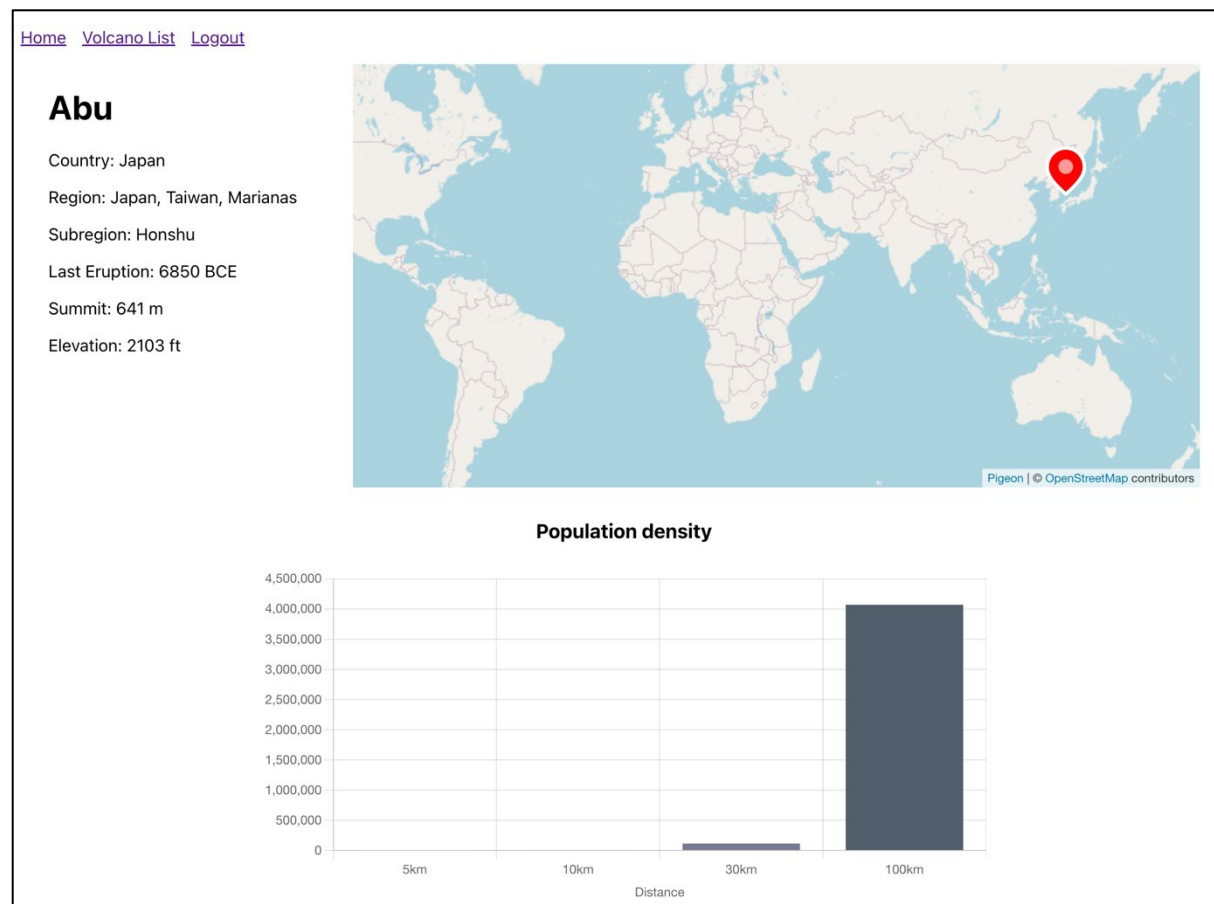 Home Volcano List Logout
Abu
Country: Japan
Region: Japan, Taiwan, Marianas
Subregion: Honshu
Last Eruption: 6850 BCE
Summit: 641 m
Elevation: 2103 ft
Pigeon | © OpenStreetMap contributors
Population density
4,500,000
4,000,000
3,500,000
3,000,000
2,500,000
2,000,000
1,500,000
1,000,000
500,000
0
5km 10km 30km 100km
Distance